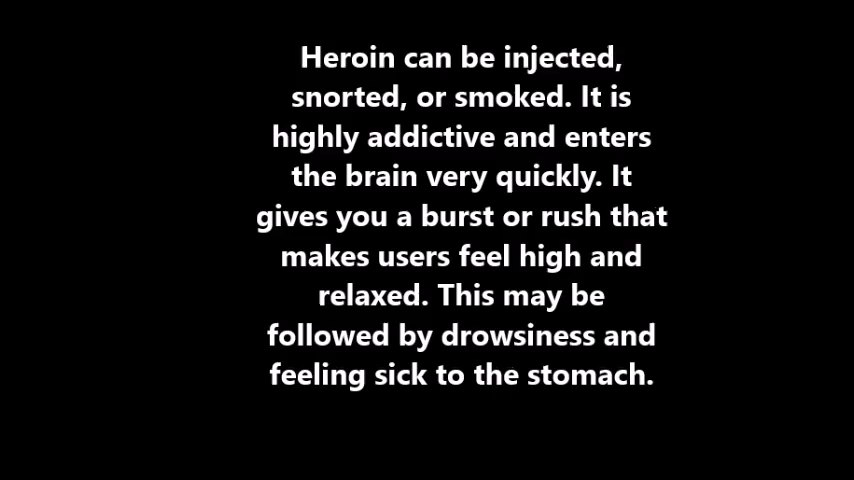 Heroin can be injected,
snorted, or smoked. It is
highly addictive and enters
the brain very quickly. It
gives you a burst or rush that
makes users feel high and
relaxed. This may be
followed by drowsiness and
feeling sick to the stomach.